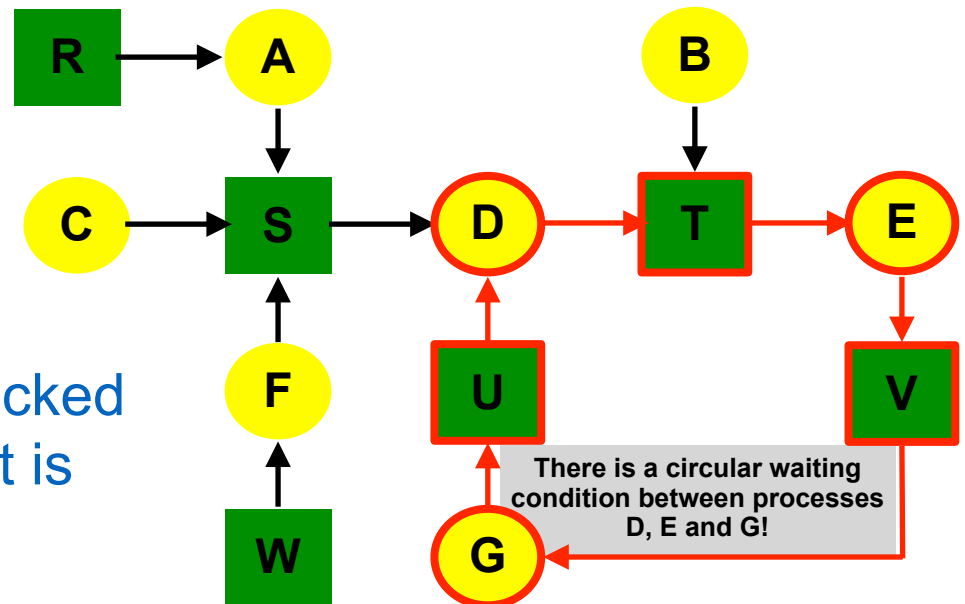 R
A
B
C
S
D
T
E
F
U
V
cked
t is
There is a circular waiting
condition between processes
D, E and G!
W
G